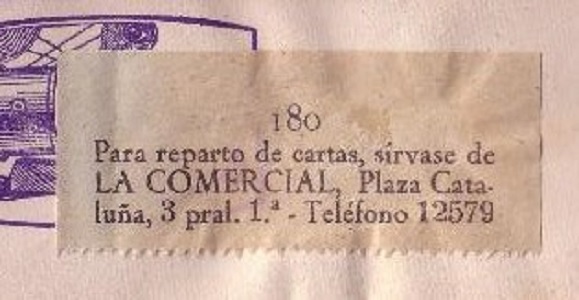 180
Para reparto de cartas, sírvase de
LA COMERCIAL, Plaza Cata-
luña, 3 pral. 1.ª - Teléfono 12579